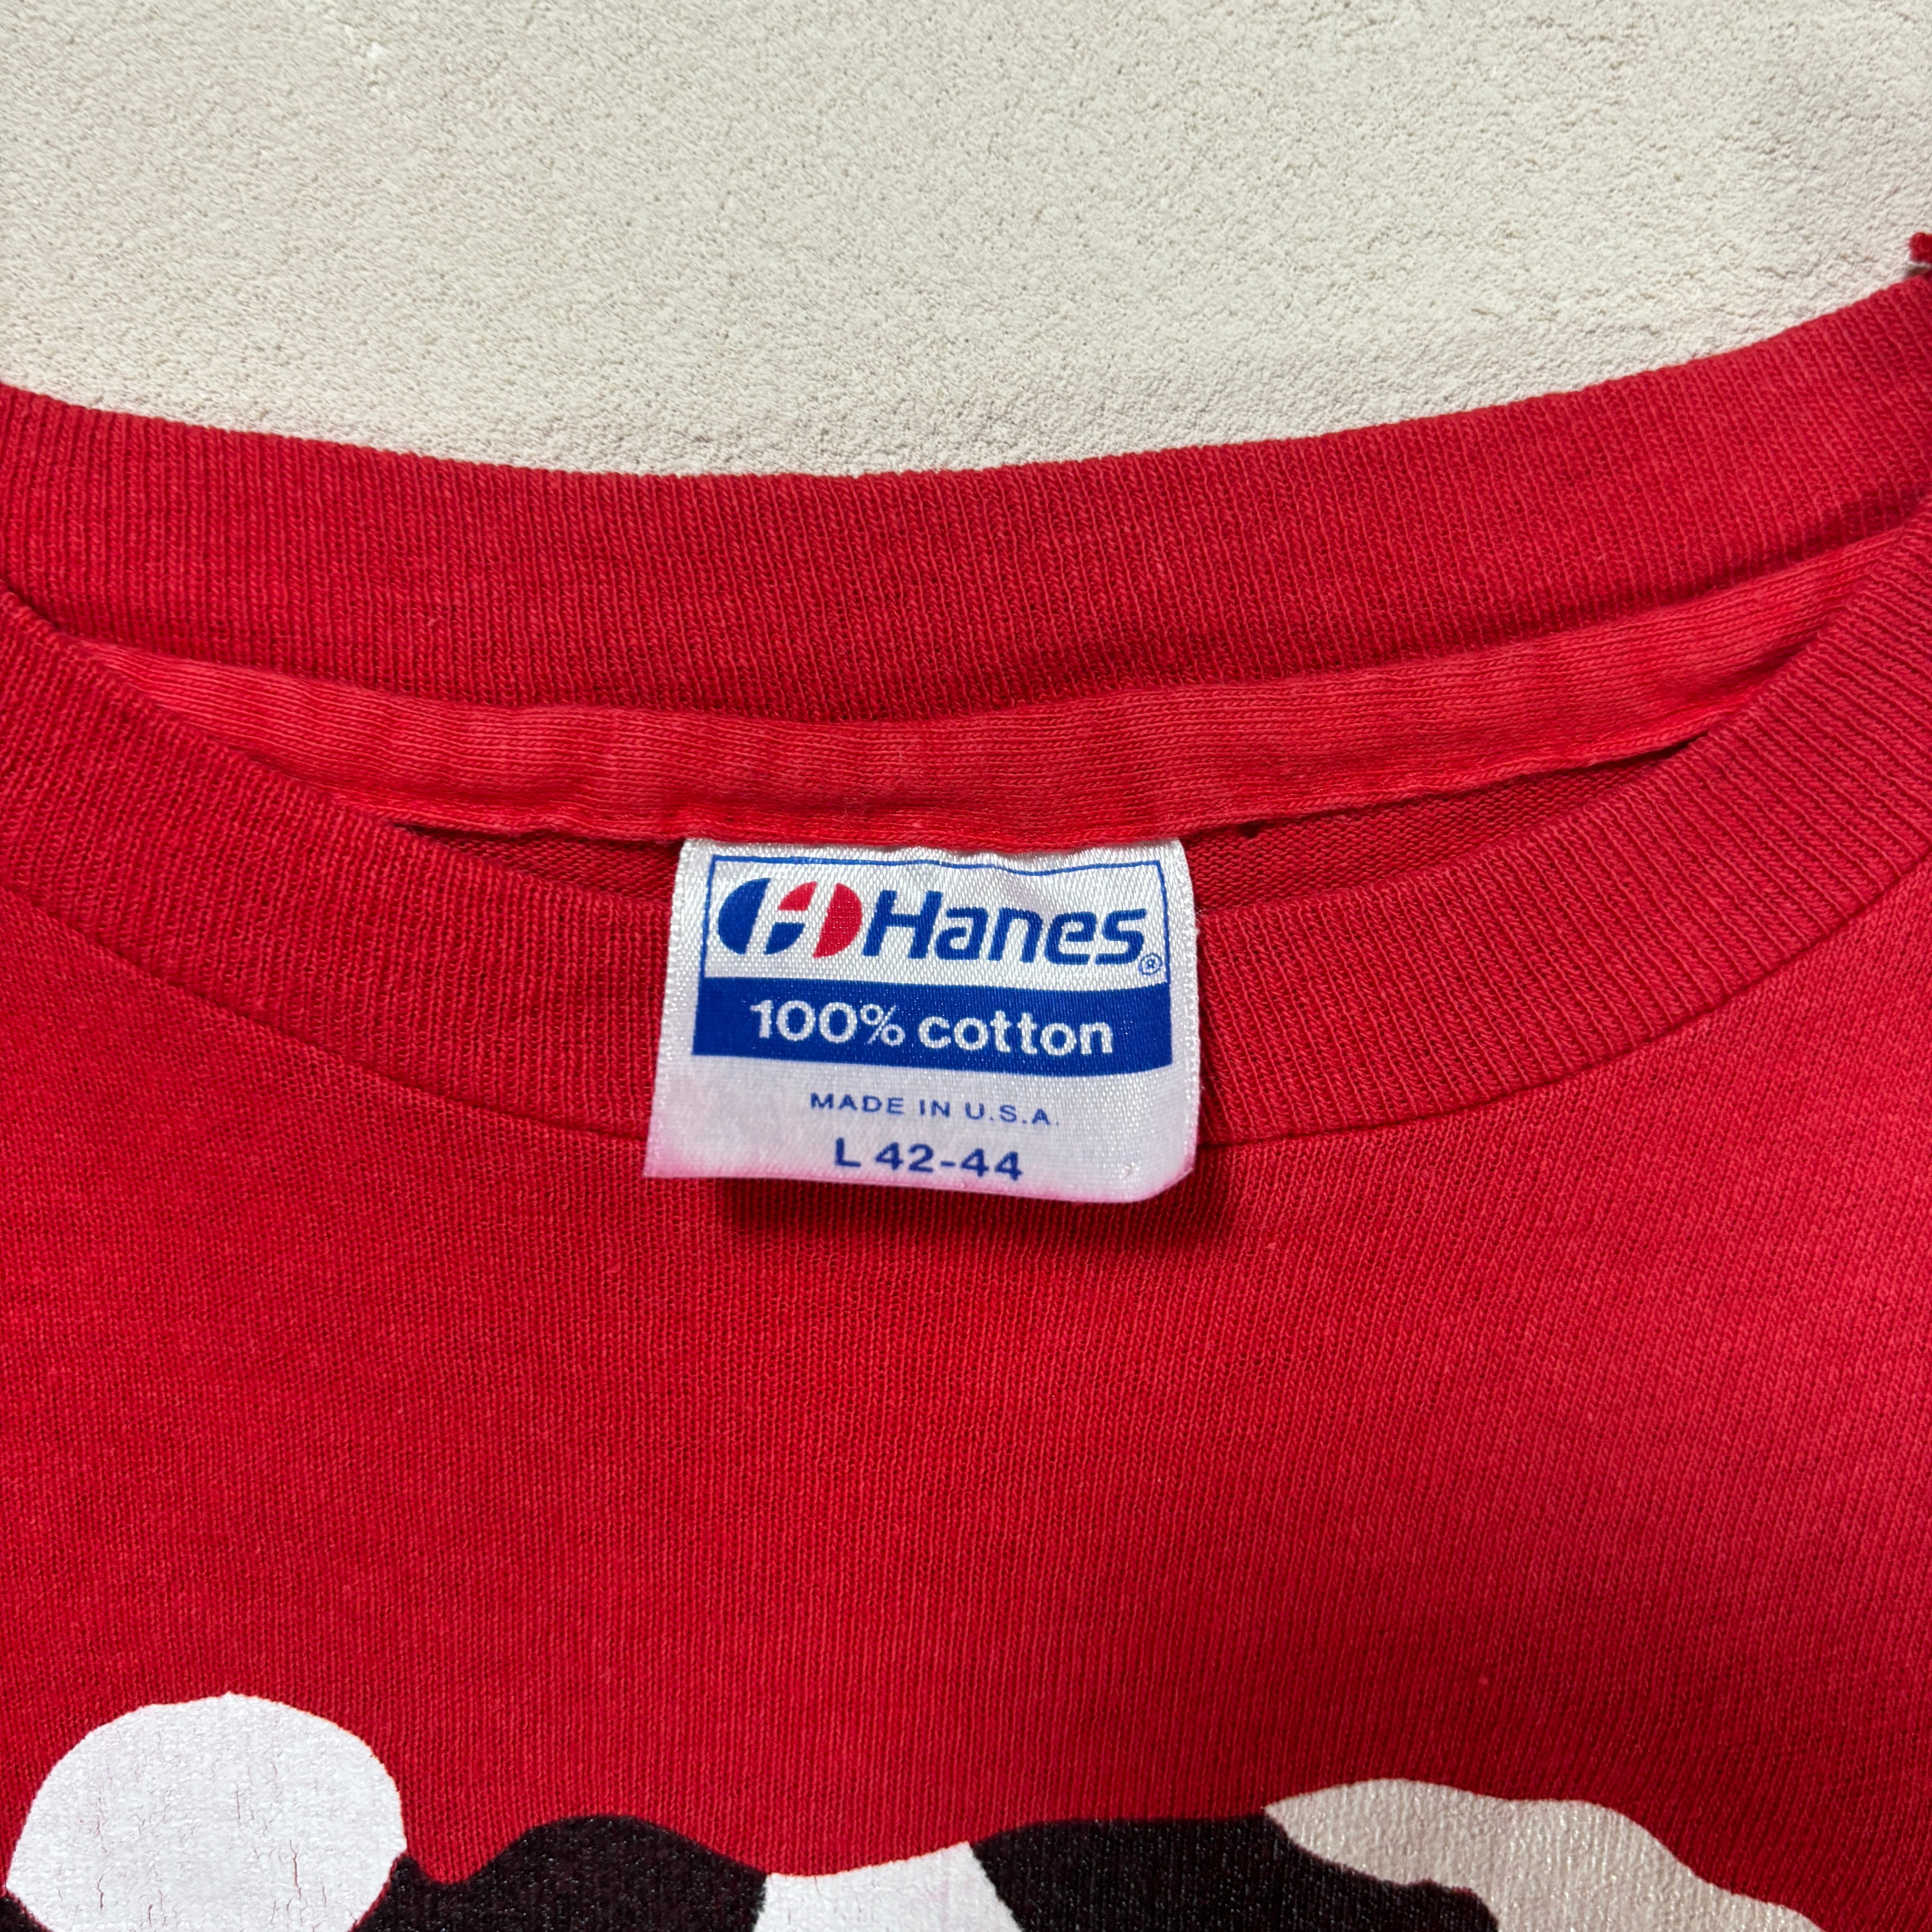 Hanes®
100% cotton
MADE IN U.S.A.
L 42-44